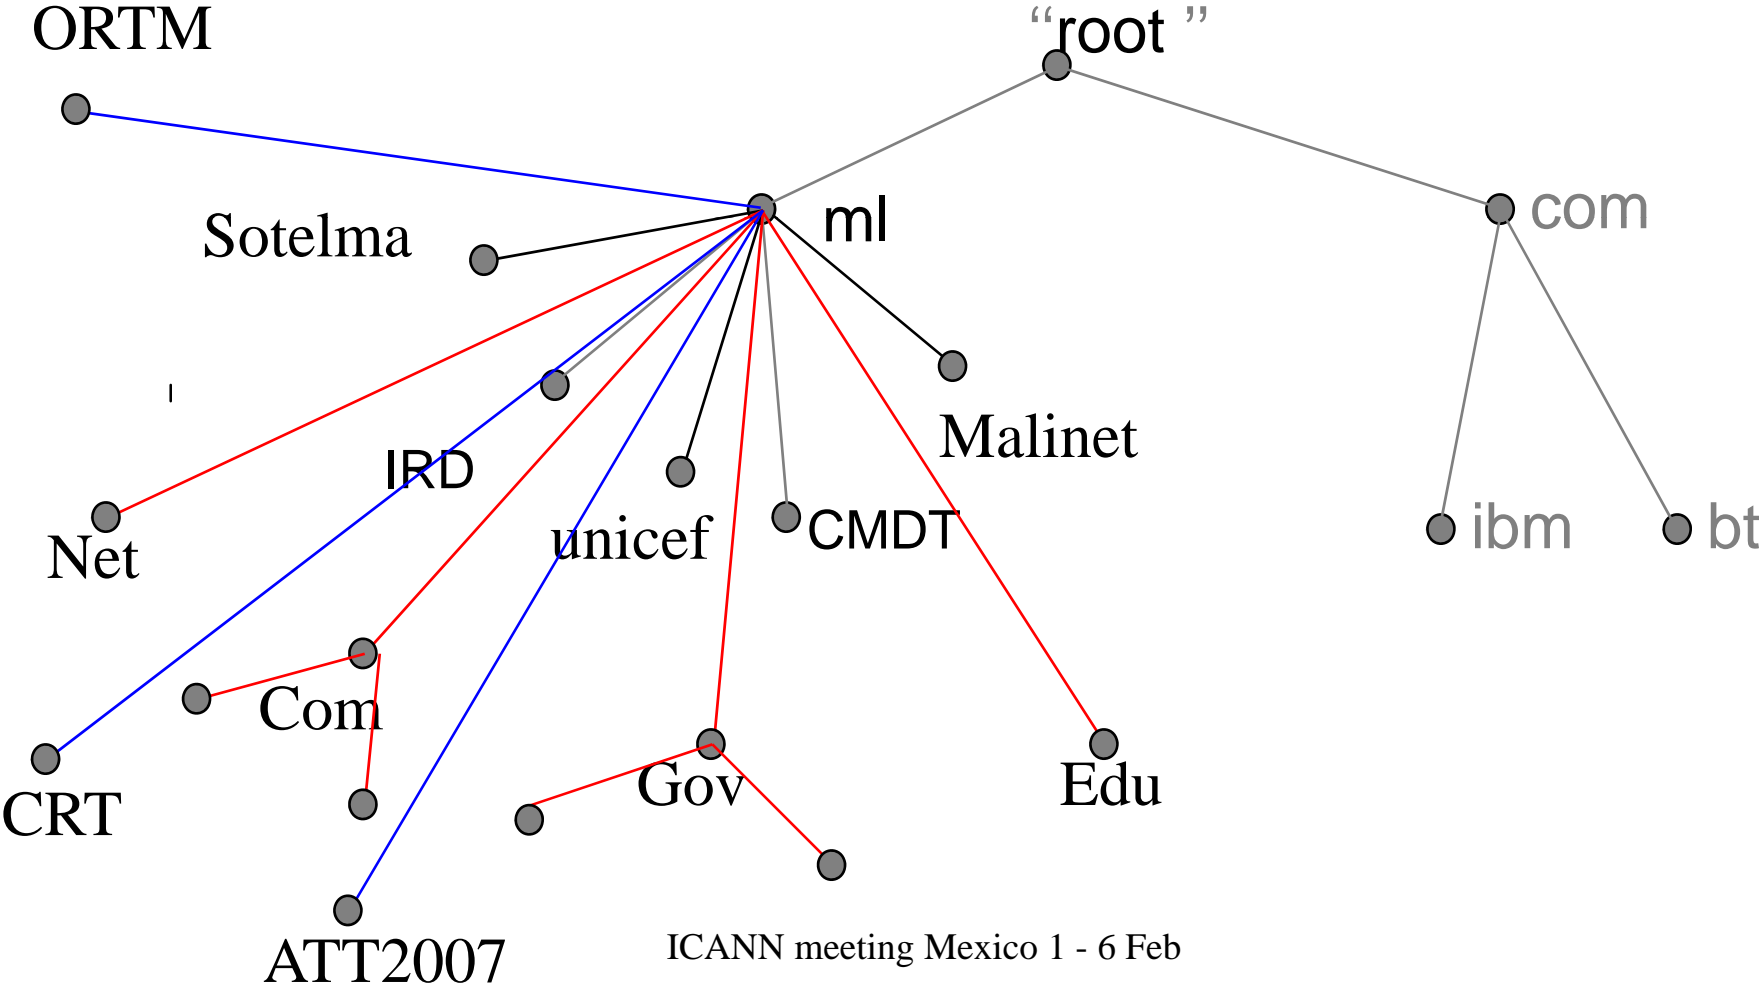 ORTM
“root ”
ml
com
Sotelma
Malinet
IRD
unicef
CMDT
ibm
bt
Net
Com
Gov
Edu
CRT
ATT2007
ICANN meeting Mexico 1 - 6 Feb